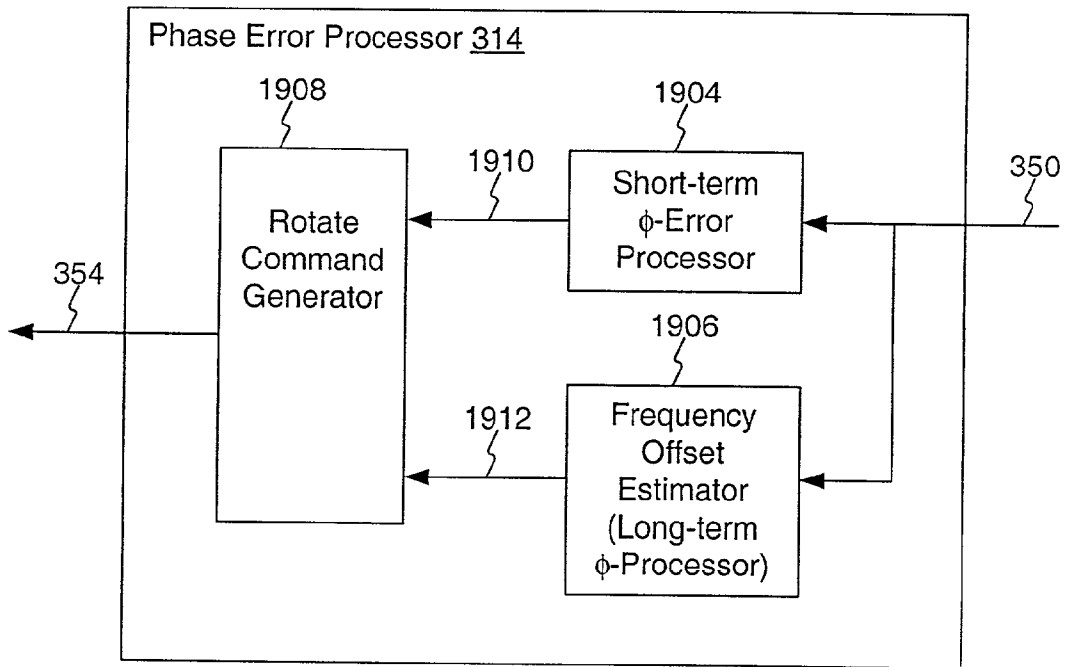 Phase Error Processor 314
1908
1904
1910
350
Short-term
ϕ-Error
Processor
Rotate
Command
Generator
354
1906
1912
Frequency
Offset
Estimator
(Long-term
ϕ-Processor)